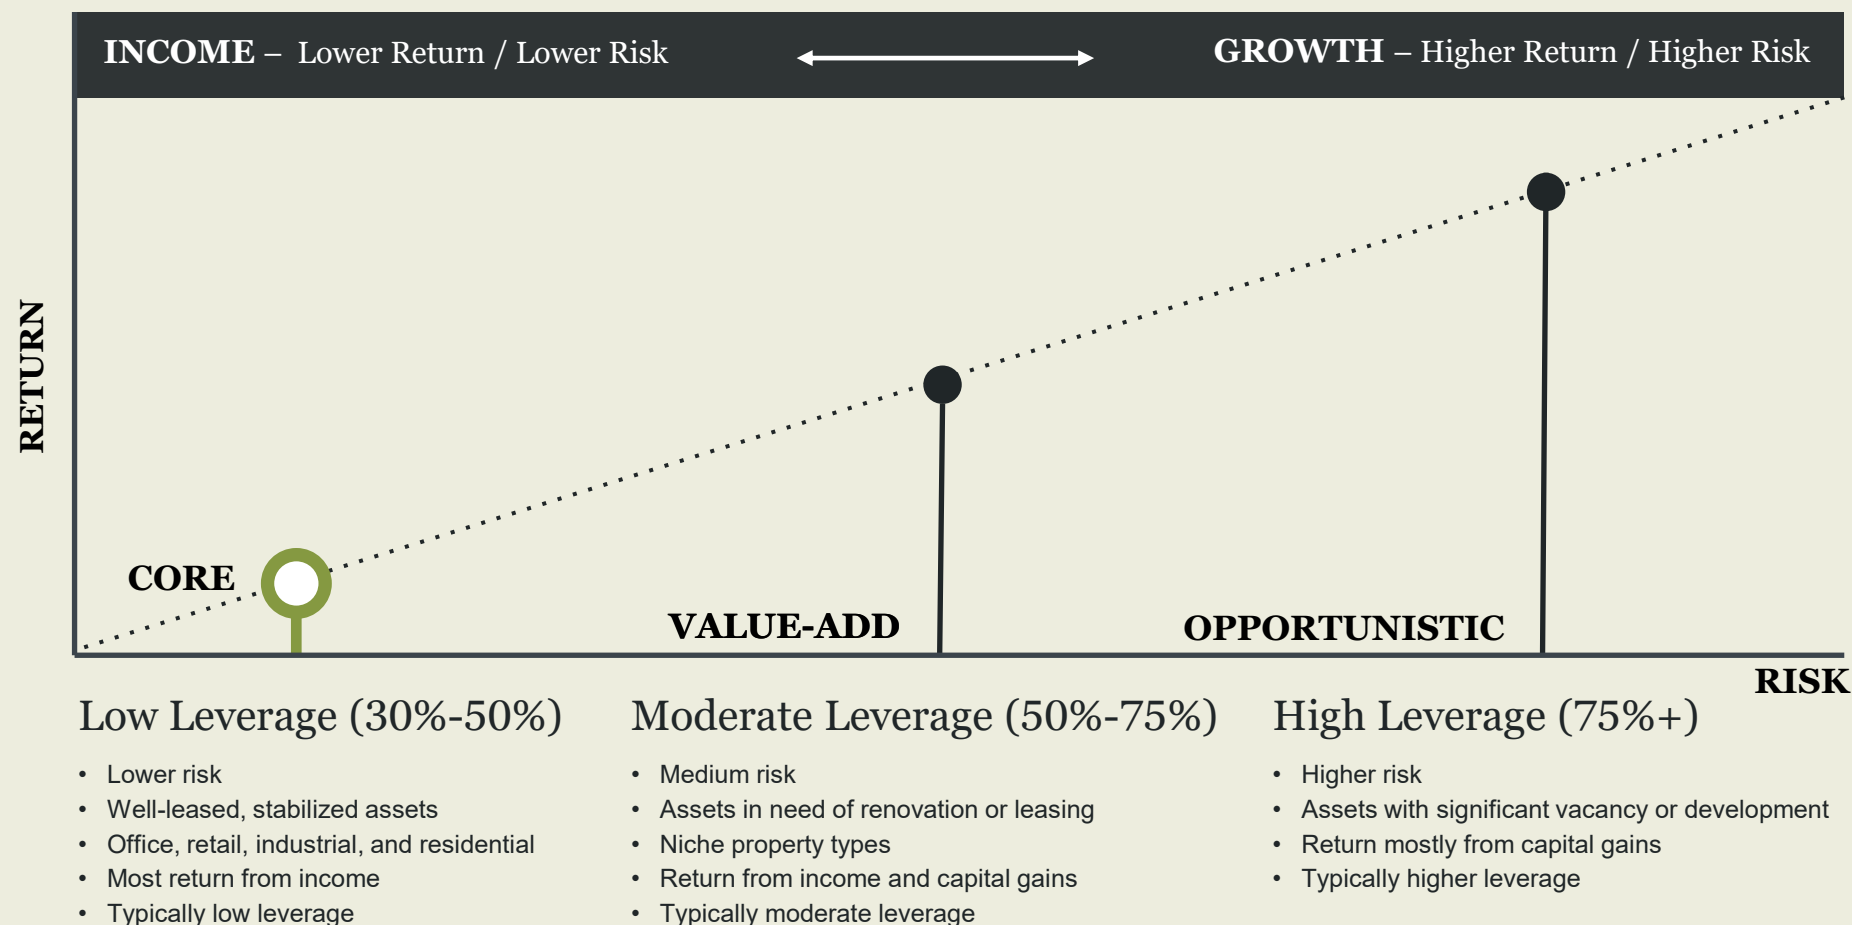 INCOME – Lower Return / Lower Risk
GROWTH – Higher Return / Higher Risk
RETURN
CORE
VALUE-ADD
OPPORTUNISTIC
RISK
Low Leverage (30%-50%)
• Lower risk
• Well-leased, stabilized assets
• Office, retail, industrial, and residential
• Most return from income
• Typically low leverage
Moderate Leverage (50%-75%)
• Medium risk
• Assets in need of renovation or leasing
• Niche property types
• Return from income and capital gains
• Typically moderate leverage
High Leverage (75%+)
• Higher risk
• Assets with significant vacancy or development
• Return mostly from capital gains
• Typically higher leverage